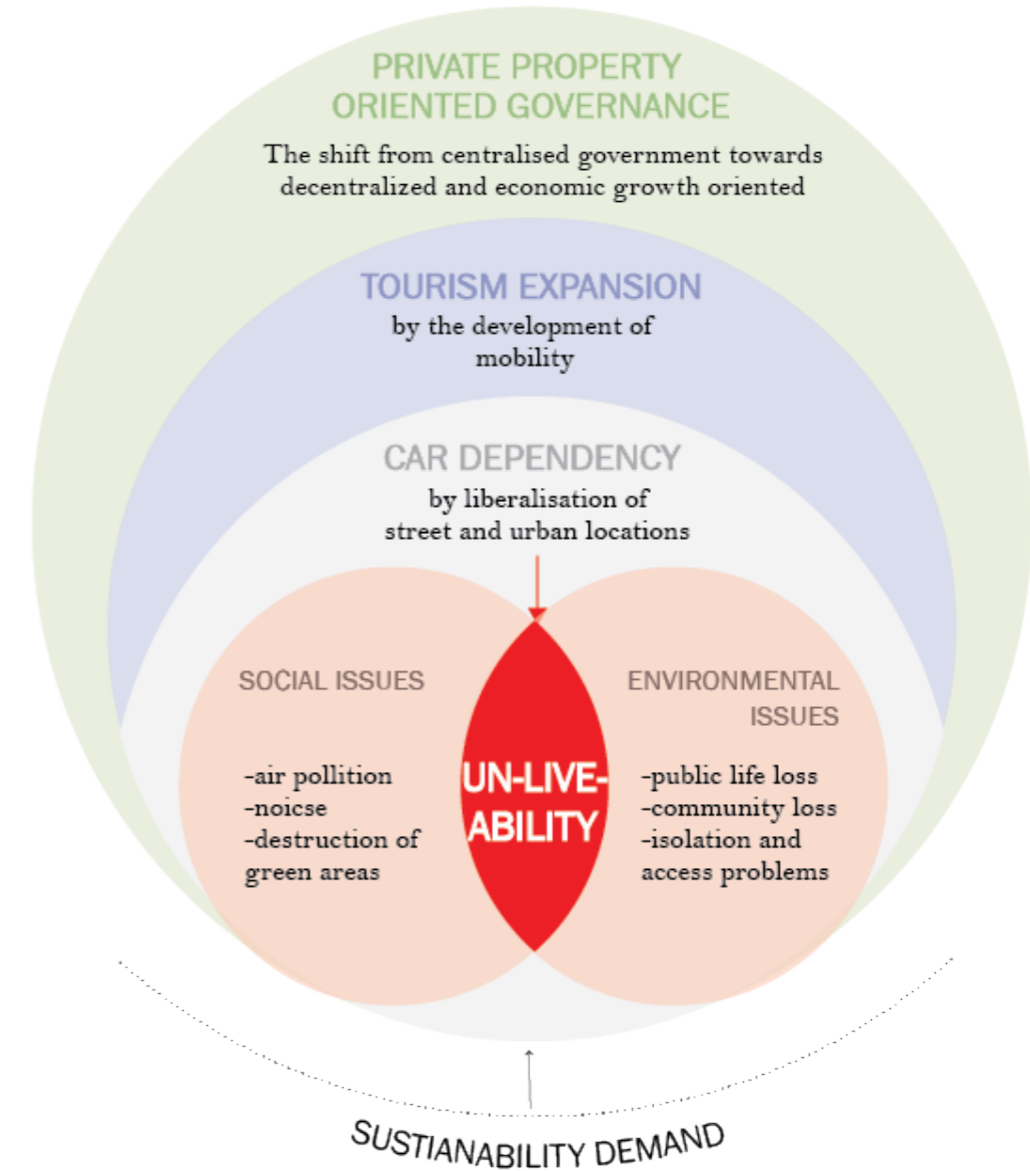 PRIVATE PROPERTY
ORIENTED GOVERNANCE
The shift from centralised government towards
decentralized and economic growth oriented
TOURISM EXPANSION
by the development of
mobility
CAR DEPENDENCY
by liberalisation of
street and urban locations
SOCIAL ISSUES
-air pollition
-noicse
-destruction of
green areas
UN-LIVE-
ABILITY
ENVIRONMENTAL
ISSUES
-public life loss
-community loss
-isolation and
access problems
SUSTIANABILITY DEMAND